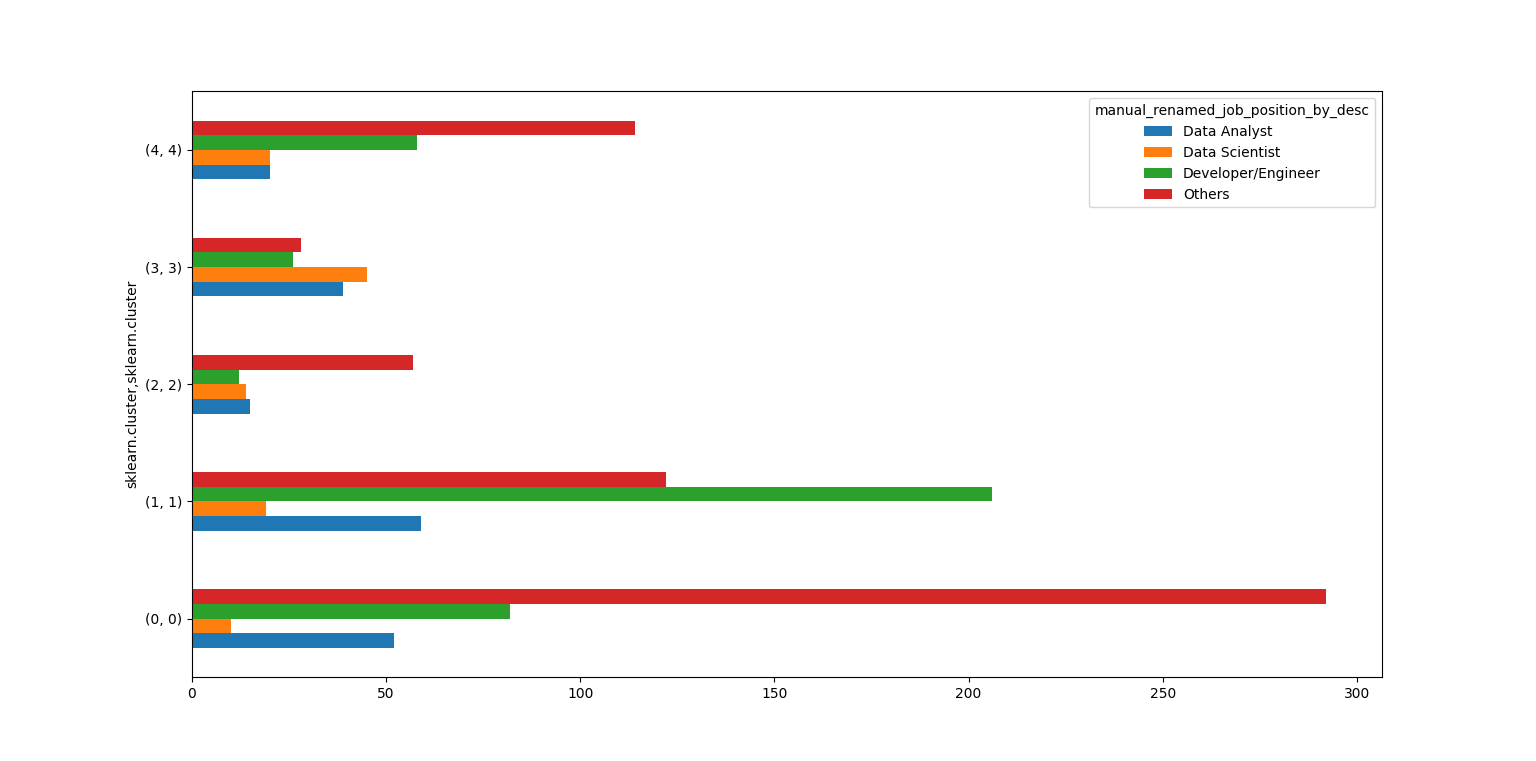 manual_renamed_job_position_by_desc
Data Analyst
Data Scientist
Developer/Engineer
Others
(4, 4)
(3, 3)
(2, 2)
(1, 1)
(0, 0)
sklearn.cluster,sklearn.cluster
0
50
100
150
200
250
300